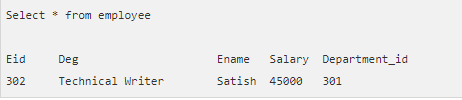 Select * from employee
Eid Deg Ename Salary Department_id
302 Technical Writer Satish 45000 301